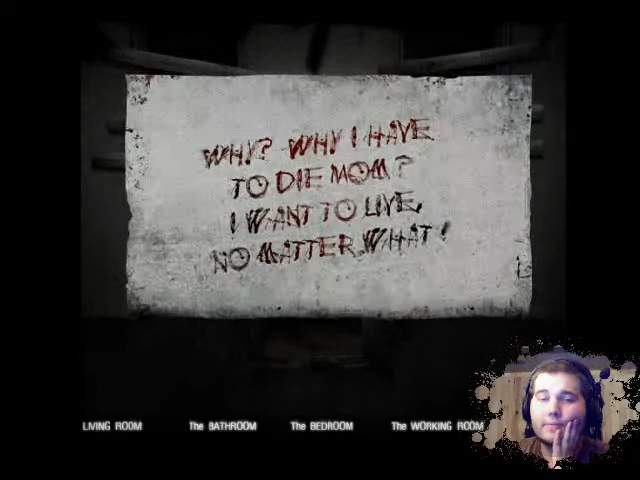 WHY? WHY I HAVE
TO DIE MOM?
I WANT TO LIVE,
NO MATTER WHAT!
LIVING ROOM The BATHROOM The BEDROOM The WORKING ROOM